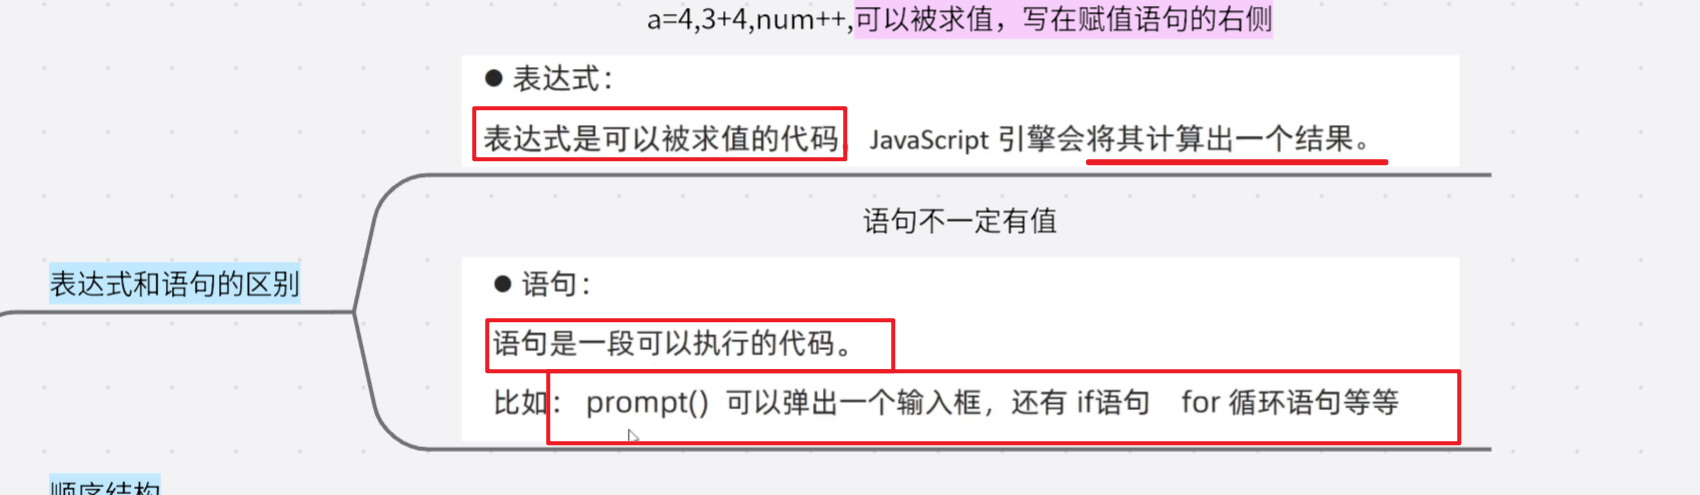 a=4,3+4,num++,可以被求值，写在赋值语句的右侧
● 表达式：
表达式是可以被求值的代码， JavaScript 引擎会将其计算出一个结果。
语句不一定有值
表达式和语句的区别
● 语句：
语句是一段可以执行的代码。
比如： prompt() 可以弹出一个输入框，还有 if语句 for 循环语句等等
顺序结构